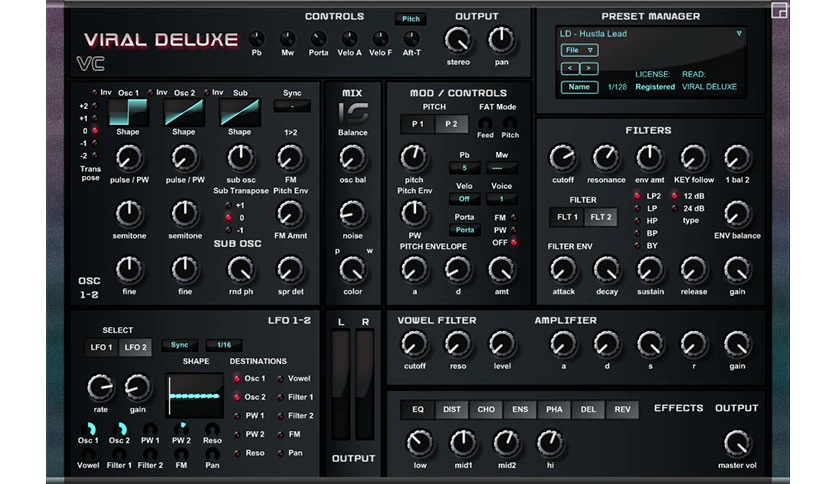 CONTROLS
Pitch
OUTPUT
VIRAL DELUXE
VC
Pb Mw Porta Velo A Velo F Aft-T
stereo pan
PRESET MANAGER
LD - Hustla Lead
File
< >
Name
1/128
LICENSE: READ:
Registered VIRAL DELUXE
Inv Osc 1 Inv Osc 2 Inv Sub Sync
+2
+1
0
-1
-2
Trans
pose
Shape Shape Shape
-
1>2
pulse / PW pulse / PW sub osc FM
Sub Transpose Pitch Env
+1
0
-1
semitone semitone FM Amnt
SUB OSC
OSC
1-2
fine fine rnd ph spr det
MIX
Balance
osc bal
noise
p w
color
MOD / CONTROLS
PITCH FAT Mode
P 1 P 2
Feed Pitch
pitch
Pb Mw
5 ----
Pitch Env
Velo Voice
Off 1
PW
Porta
Porta
FM
PW
OFF
PITCH ENVELOPE
a d amt
FILTERS
cutoff resonance env amt KEY follow 1 bal 2
FILTER
FLT 1 FLT 2
LP2
LP
HP
BP
BY
12 dB
24 dB
type
ENV balance
FILTER ENV
attack decay sustain release gain
LFO 1-2
SELECT
LFO 1 LFO 2
Sync 1/16
SHAPE
DESTINATIONS
rate gain
Osc 1 Vowel
Osc 2 Filter 1
PW 1 Filter 2
PW 2 FM
Reso Pan
Osc 1 Osc 2 PW 1 PW 2 Reso
Vowel Filter 1 Filter 2 FM Pan
L R
OUTPUT
VOWEL FILTER
cutoff reso level
AMPLIFIER
a d s r gain
EQ DIST CHO ENS PHA DEL REV
EFFECTS OUTPUT
low mid1 mid2 hi
master vol